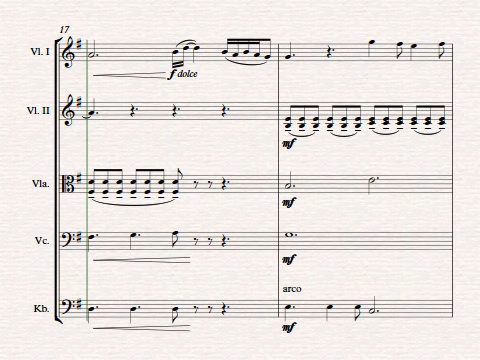 17
Vl. I
f dolce
Vl. II
mf
Vla.
mf
Vc.
mf
arco
Kb.
mf